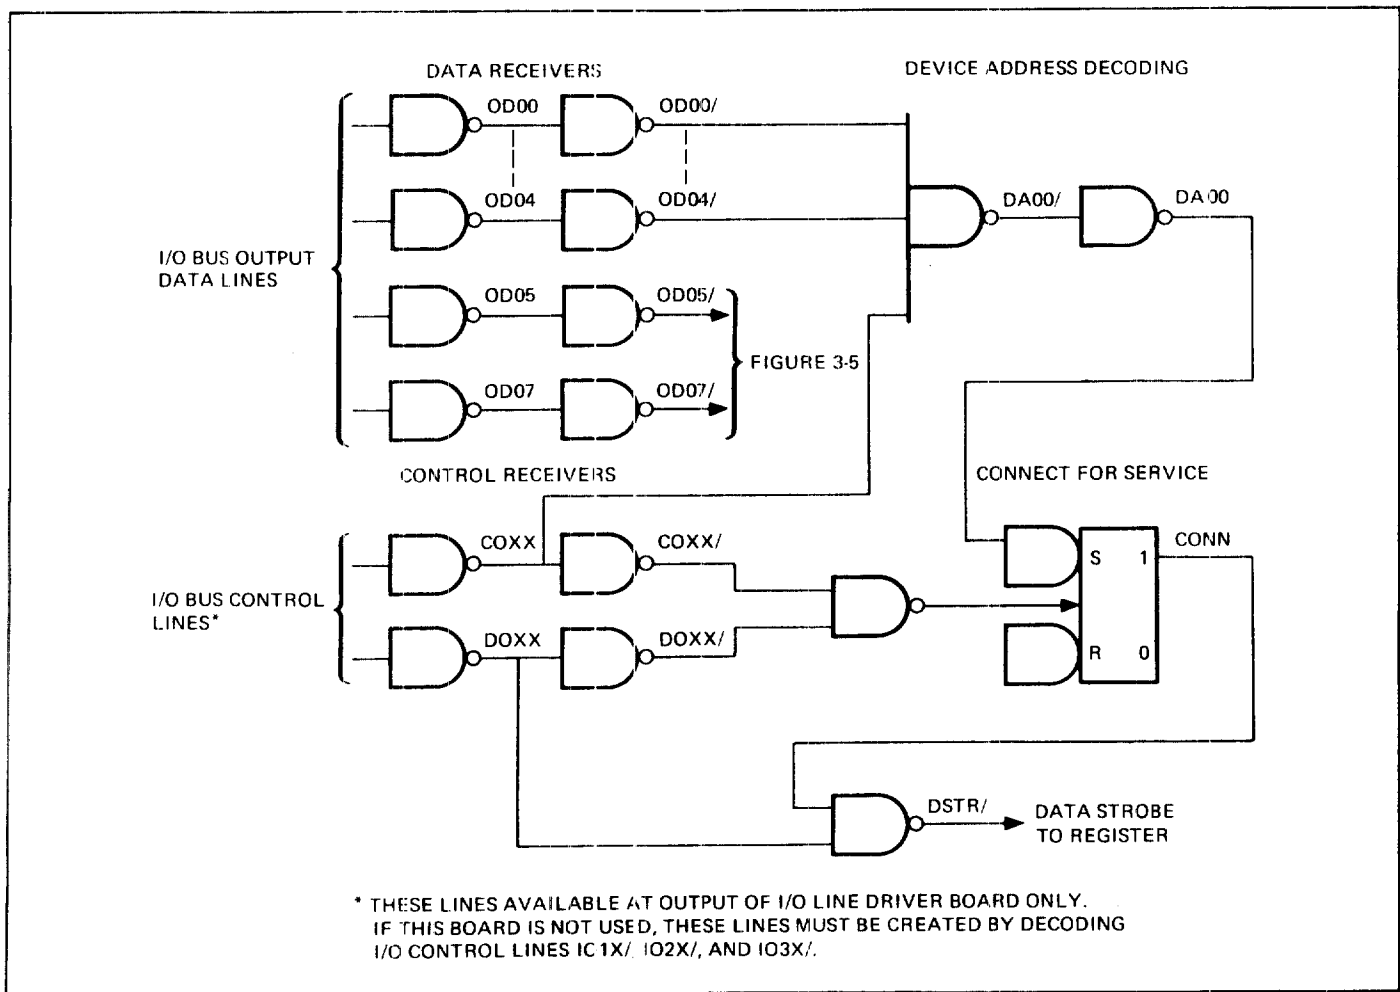 DATA RECEIVERS
DEVICE ADDRESS DECODING
OD00
OD00/
OD04
OD04/
DA00/
DA00
I/O BUS OUTPUT
DATA LINES
OD05
OD05/
FIGURE 3-5
OD07
OD07/
CONTROL RECEIVERS
CONNECT FOR SERVICE
COXX
COXX/
S 1
CONN
I/O BUS CONTROL
LINES*
DOXX
DOXX/
R 0
DSTR/
DATA STROBE
TO REGISTER
* THESE LINES AVAILABLE AT OUTPUT OF I/O LINE DRIVER BOARD ONLY.
IF THIS BOARD IS NOT USED, THESE LINES MUST BE CREATED BY DECODING
I/O CONTROL LINES IO1X/, IO2X/, AND IO3X/.